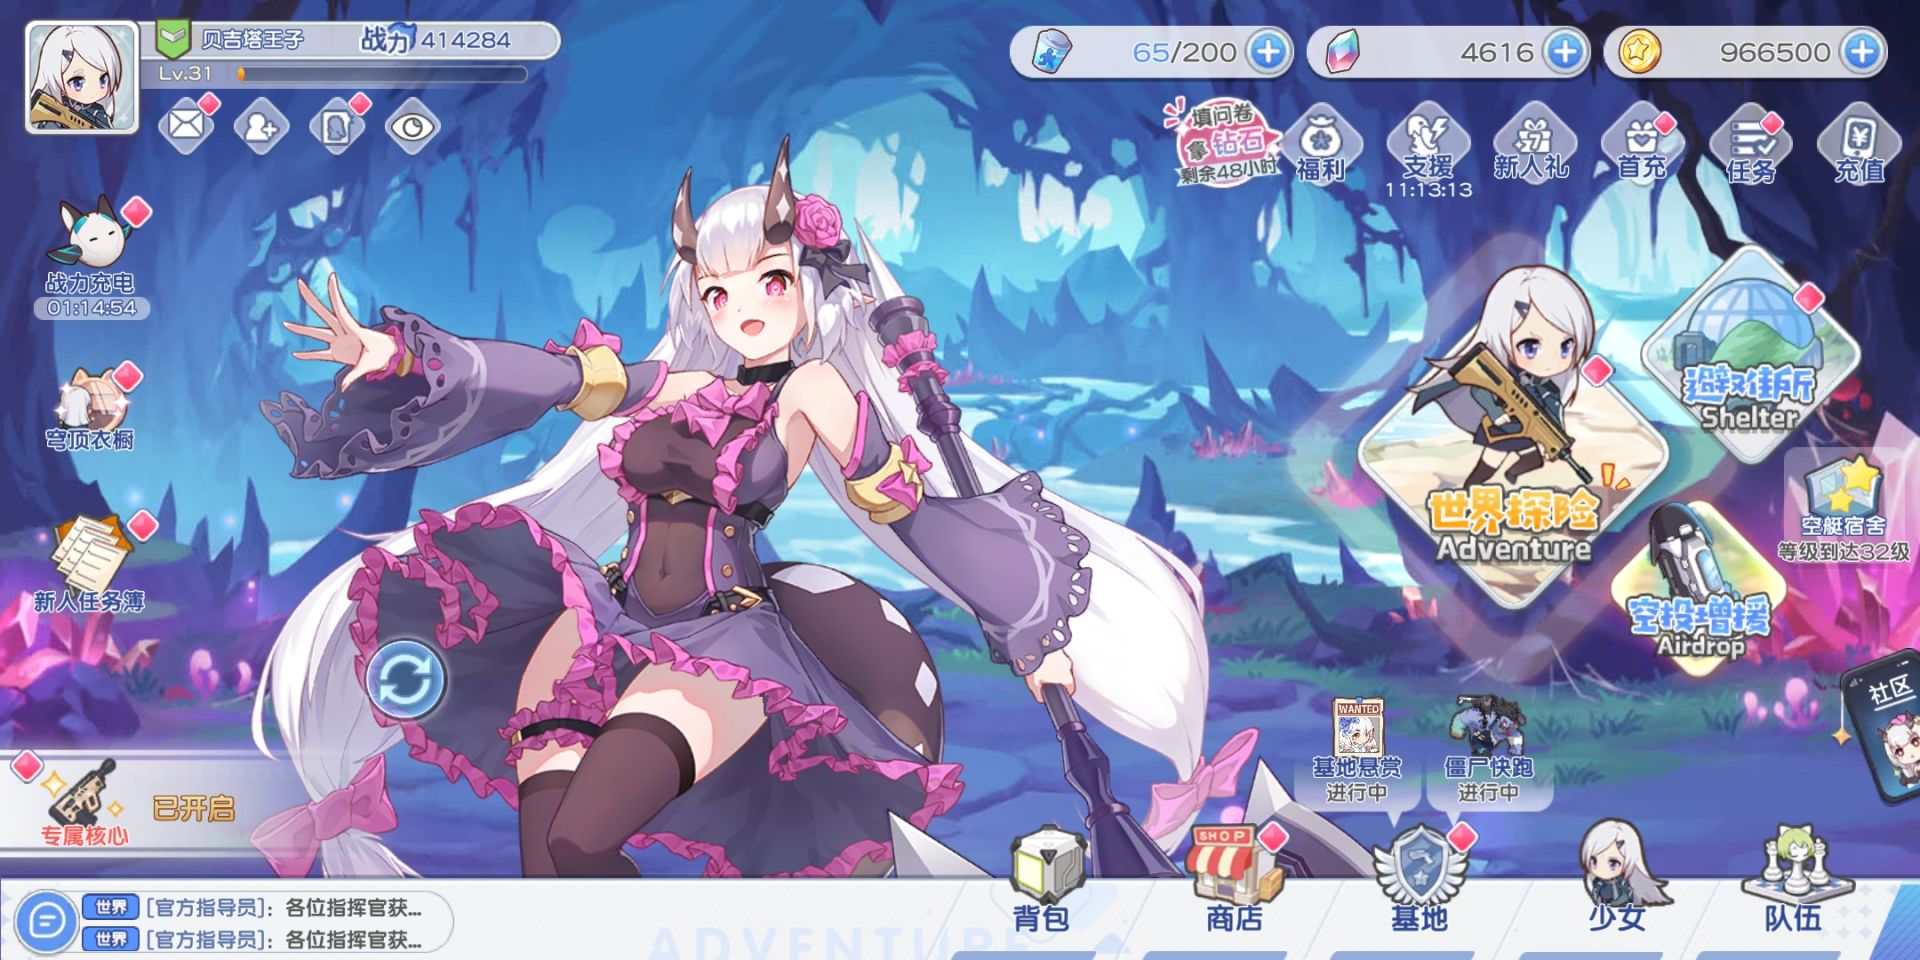 贝吉塔王子
战力 414284
Lv.31
65/200
4616
966500
填问卷
拿钻石
剩余48小时
福利
支援
11:13:13
新人礼
首充
任务
充值
战力充电
01:14:54
穹顶衣橱
新人任务簿
避难所
Shelter
世界探险
Adventure
空艇宿舍
等级到达32级
空投增援
Airdrop
社区
WANTED
基地悬赏
进行中
僵尸快跑
进行中
专属核心
已开启
世界 [官方指导员]：各位指挥官获...
世界 [官方指导员]：各位指挥官获...
ADVENTURE
背包
SHOP
商店
基地
少女
队伍